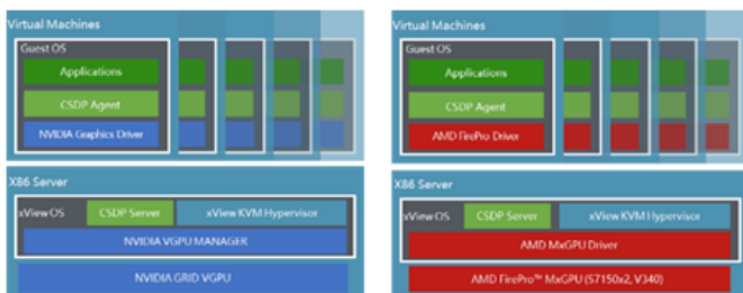 Virtual Machines
Guest OS
Applications
CSDP Agent
NVIDIA Graphics Driver
X86 Server
xView OS
CSDP Server
xView KVM Hypervisor
NVIDIA VGPU MANAGER
NVIDIA GRID VGPU
Virtual Machines
Guest OS
Applications
CSDP Agent
AMD FirePro Driver
X86 Server
xView OS
CSDP Server
xView KVM Hypervisor
AMD MxGPU Driver
AMD FirePro™ MxGPU (S7150x2, V340)